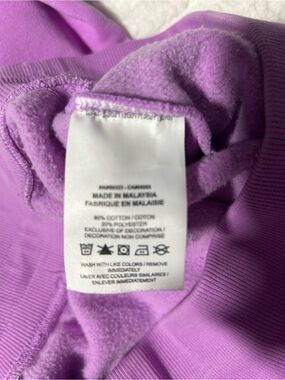 MADE IN MALAYSIA
FABRIQUE EN MALAISIE
80% COTTON / COTON
20% POLYESTER
EXCLUSIVE OF DECORATION /
DECORATION NON COMPRISE
WASH WITH LIKE COLORS / REMOVE
IMMEDIATELY
LAVER AVEC COULEURS SIMILAIRES /
ENLEVER IMMEDIATEMENT